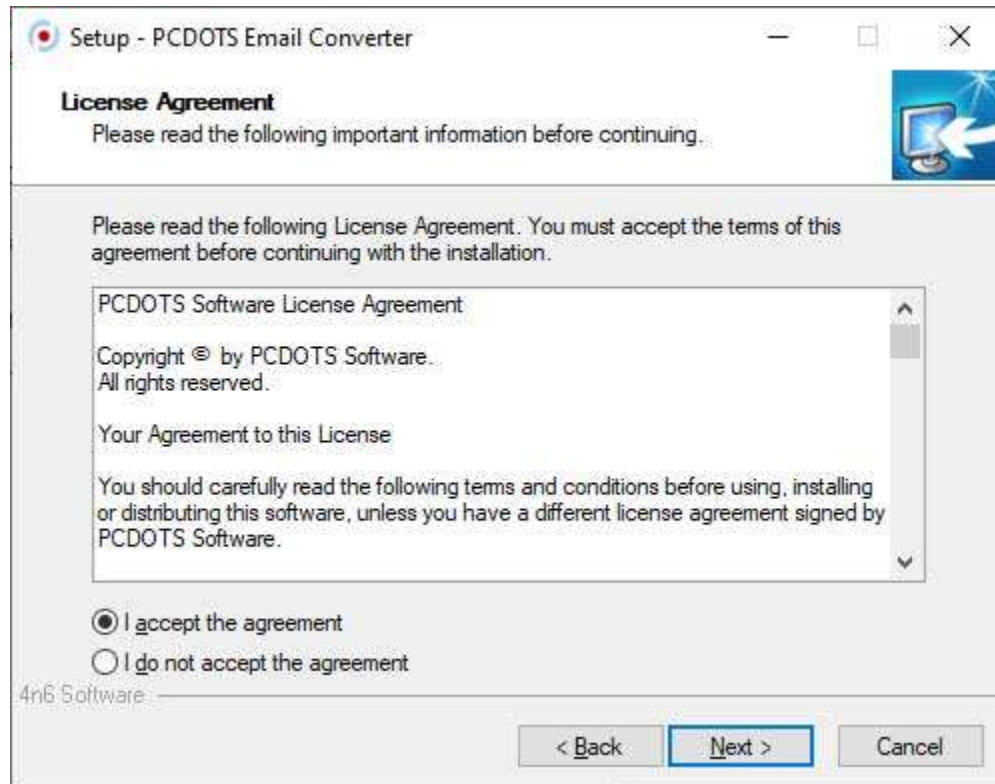 Setup - PCDOTS Email Converter
License Agreement
Please read the following important information before continuing.
Please read the following License Agreement. You must accept the terms of this
agreement before continuing with the installation.
PCDOTS Software License Agreement
Copyright © by PCDOTS Software.
All rights reserved.
Your Agreement to this License
You should carefully read the following terms and conditions before using, installing
or distributing this software, unless you have a different license agreement signed by
PCDOTS Software.
I accept the agreement
I do not accept the agreement
4n6 Software
< Back Next > Cancel